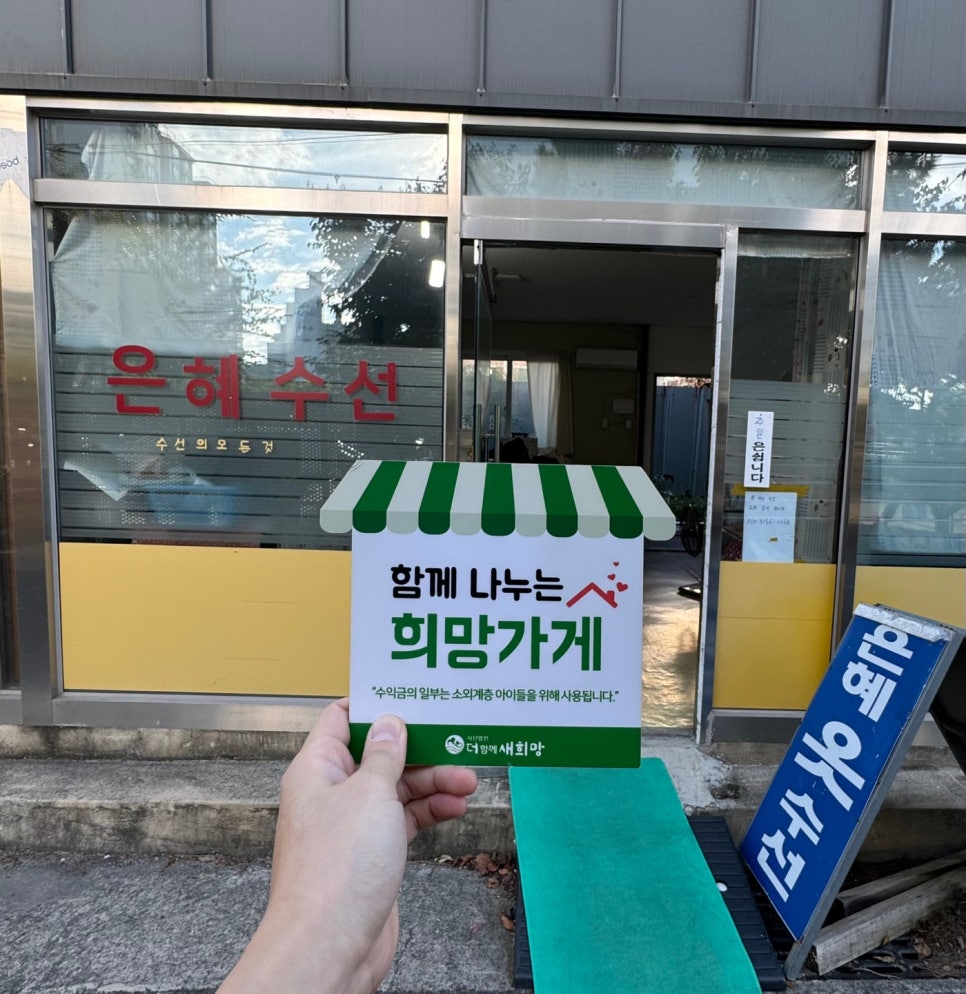 은혜 수선
수선의모든것
수일은쉽니다
함께 나누는
희망가게
"수익금의 일부는 소외계층 아이들을 위해 사용됩니다."
사단법인
더함께새희망
은혜 옷수선